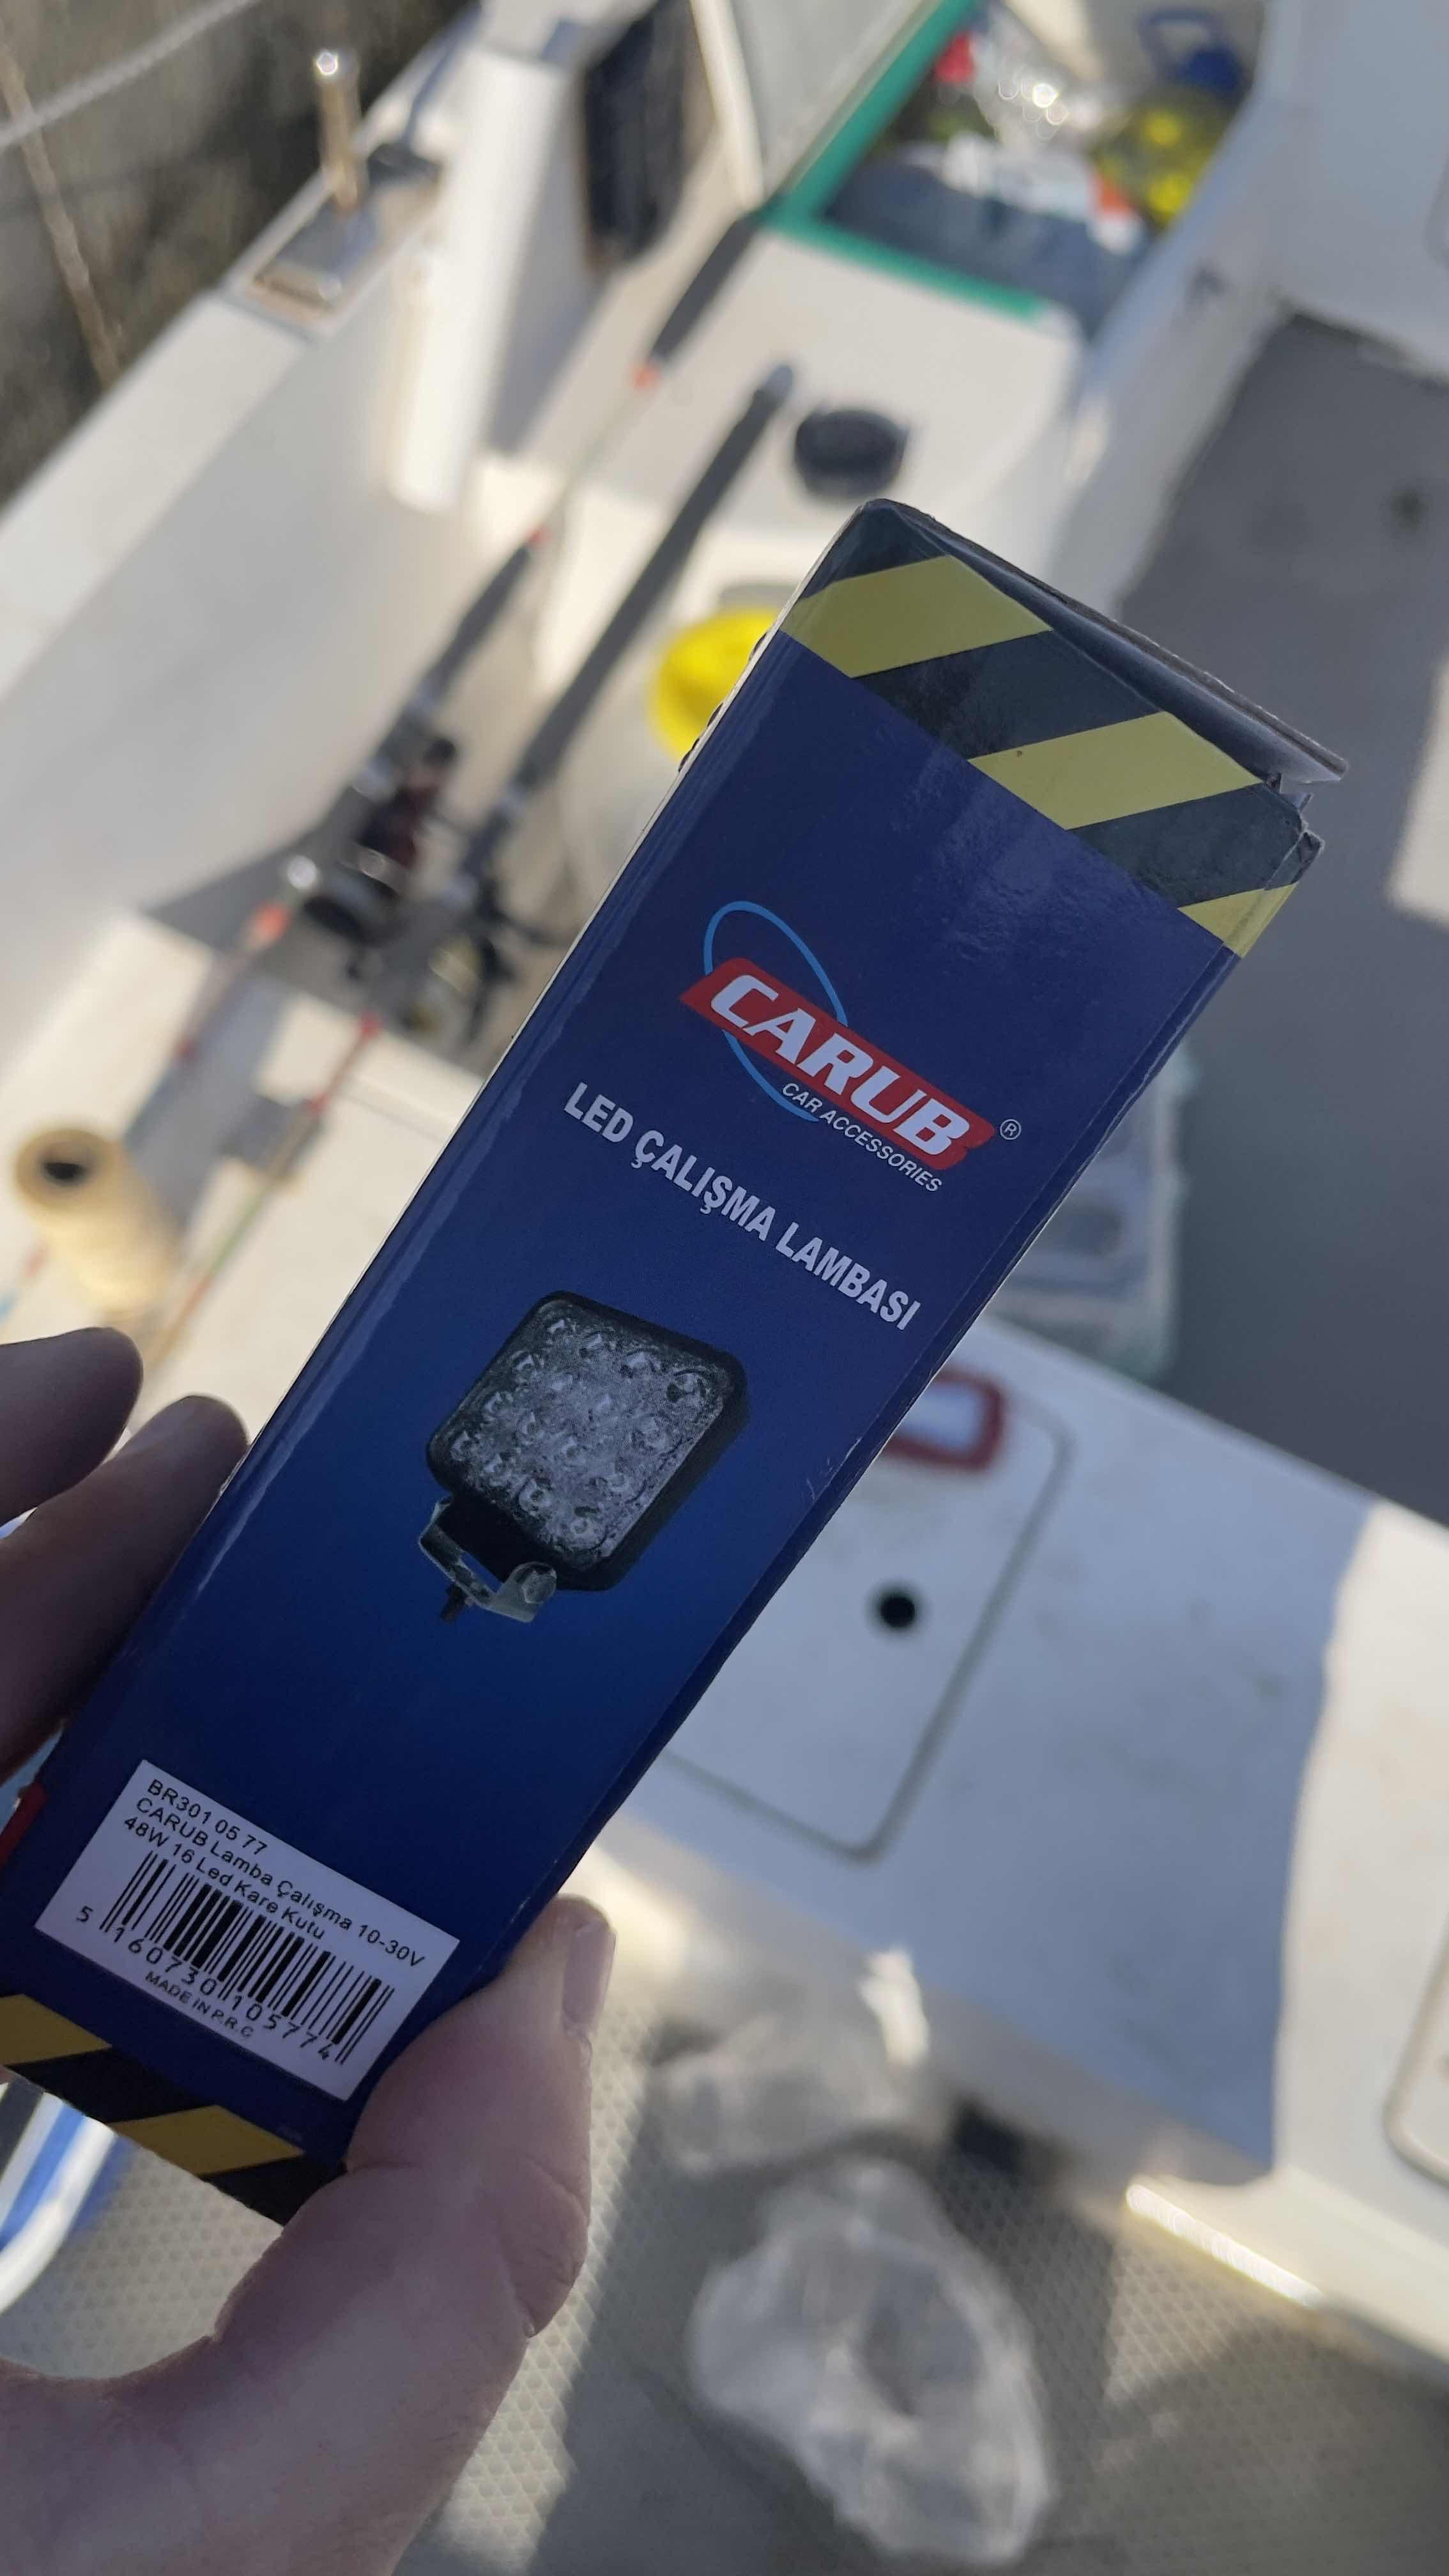 CARUB®
CAR ACCESSORIES
LED ÇALIŞMA LAMBASI
BR301 05 77
CARUB Lamba Çalışma 10-30V
48W 16 Led Kare Kutu
5 160730 105774
MADE IN P.R.C